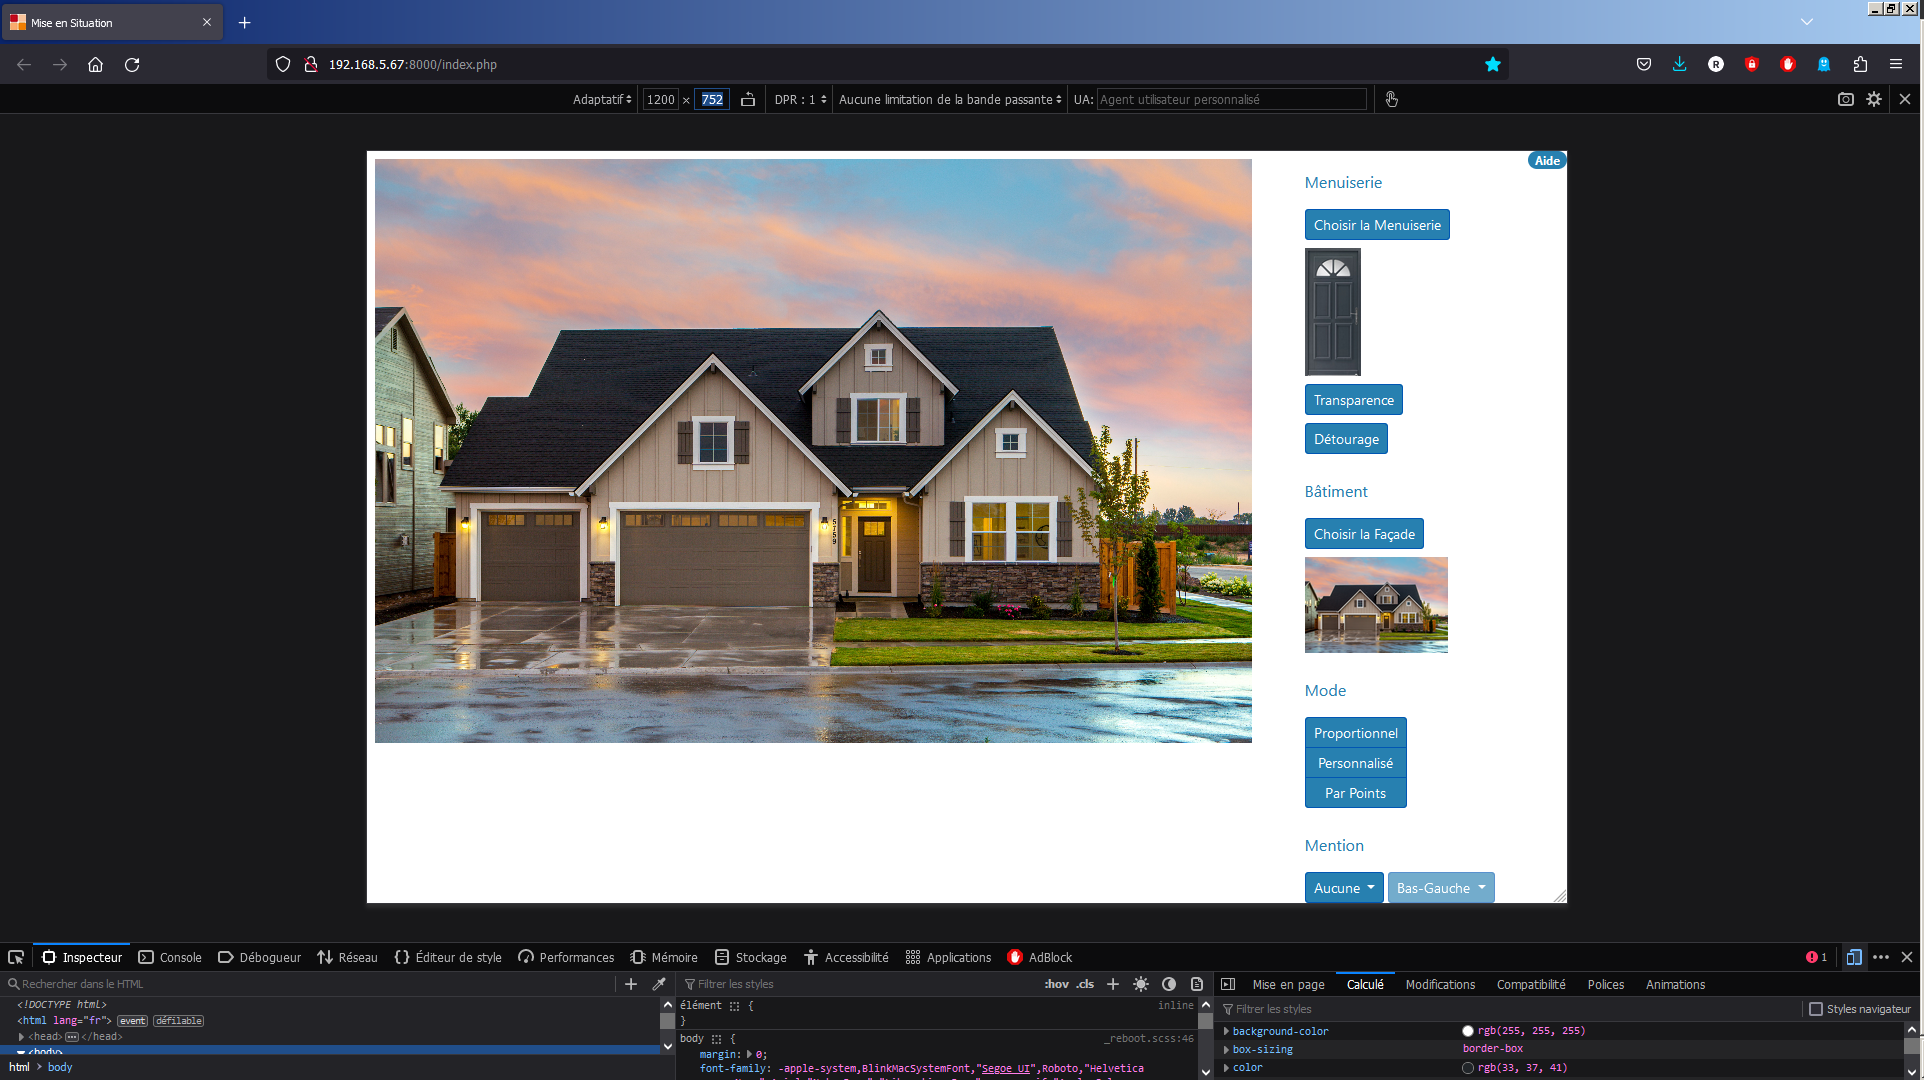 Mise en Situation
192.168.5.67:8000/index.php
Adaptatif 1200 × 752 DPR : 1 Aucune limitation de la bande passante UA: Agent utilisateur personnalisé
Aide
Menuiserie
Choisir la Menuiserie
Transparence
Détourage
Bâtiment
Choisir la Façade
Mode
Proportionnel
Personnalisé
Par Points
Mention
Aucune Bas-Gauche
5759
Inspecteur Console Débogueur Réseau Éditeur de style Performances Mémoire Stockage Accessibilité Applications AdBlock 1
Rechercher dans le HTML
<!DOCTYPE html>
<html lang="fr"> event défilable
<head> </head>
<body>
html > body
Filtrer les styles :hov .cls
élément { inline
}
body { _reboot.scss:46
margin: 0;
font-family: -apple-system,BlinkMacSystemFont,"Segoe UI",Roboto,"Helvetica
Mise en page Calculé Modifications Compatibilité Polices Animations
Filtrer les styles Styles navigateur
background-color rgb(255, 255, 255)
box-sizing border-box
color rgb(33, 37, 41)